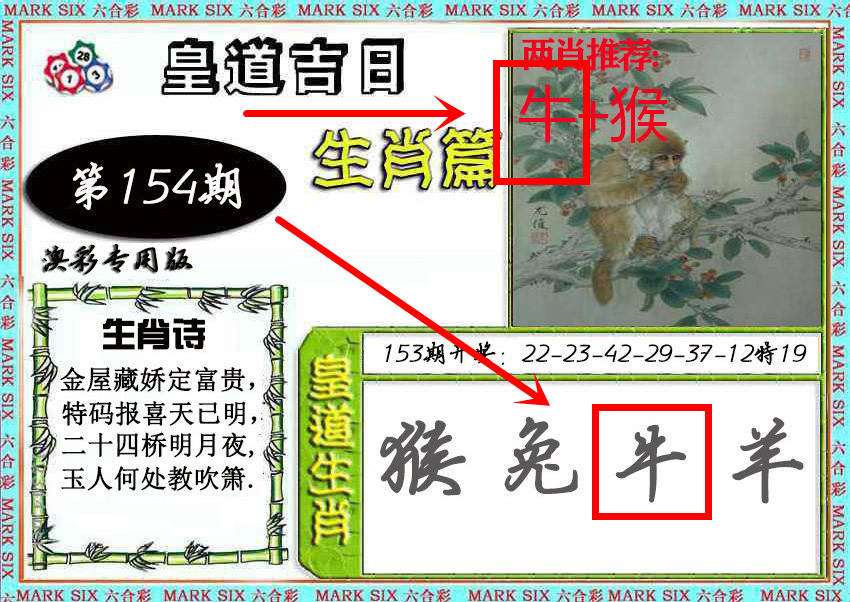 MARK SIX 六合彩 MARK SIX 六合彩 MARK SIX 六合彩 MARK SIX 六合彩 MARK SIX 六合彩 MARK SIX 六合彩
皇道吉日
28
1
3
两肖推荐:
牛+猴
生肖篇
第154期
澳彩专用版
生肖诗
金屋藏娇定富贵，
特码报喜天已明，
二十四桥明月夜，
玉人何处教吹箫.
153期开奖：22-23-42-29-37-12特19
皇道生肖
猴 兔 牛 羊
MARK SIX 六合彩 MARK SIX 六合彩 MARK SIX 六合彩 MARK SIX 六合彩 MARK SIX 六合彩